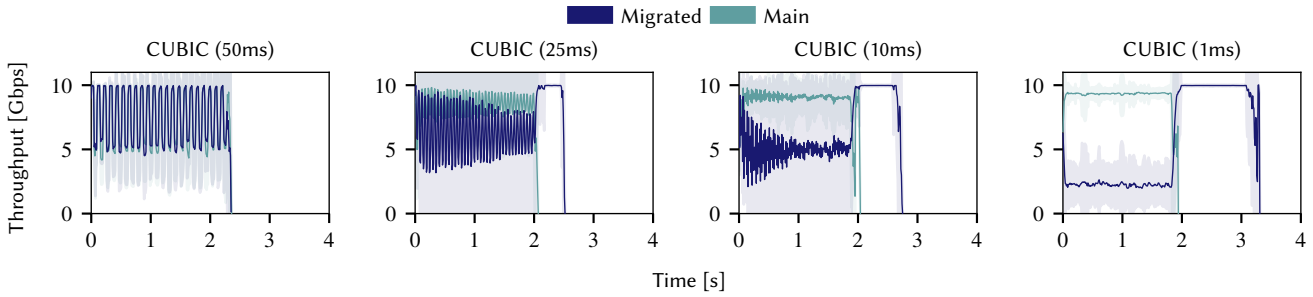 Migrated Main
CUBIC (50ms) CUBIC (25ms) CUBIC (10ms) CUBIC (1ms)
Throughput [Gbps]
10 10 10 10
5 5 5 5
0 0 0 0
0 1 2 3 4 0 1 2 3 4 0 1 2 3 4 0 1 2 3 4
Time [s]